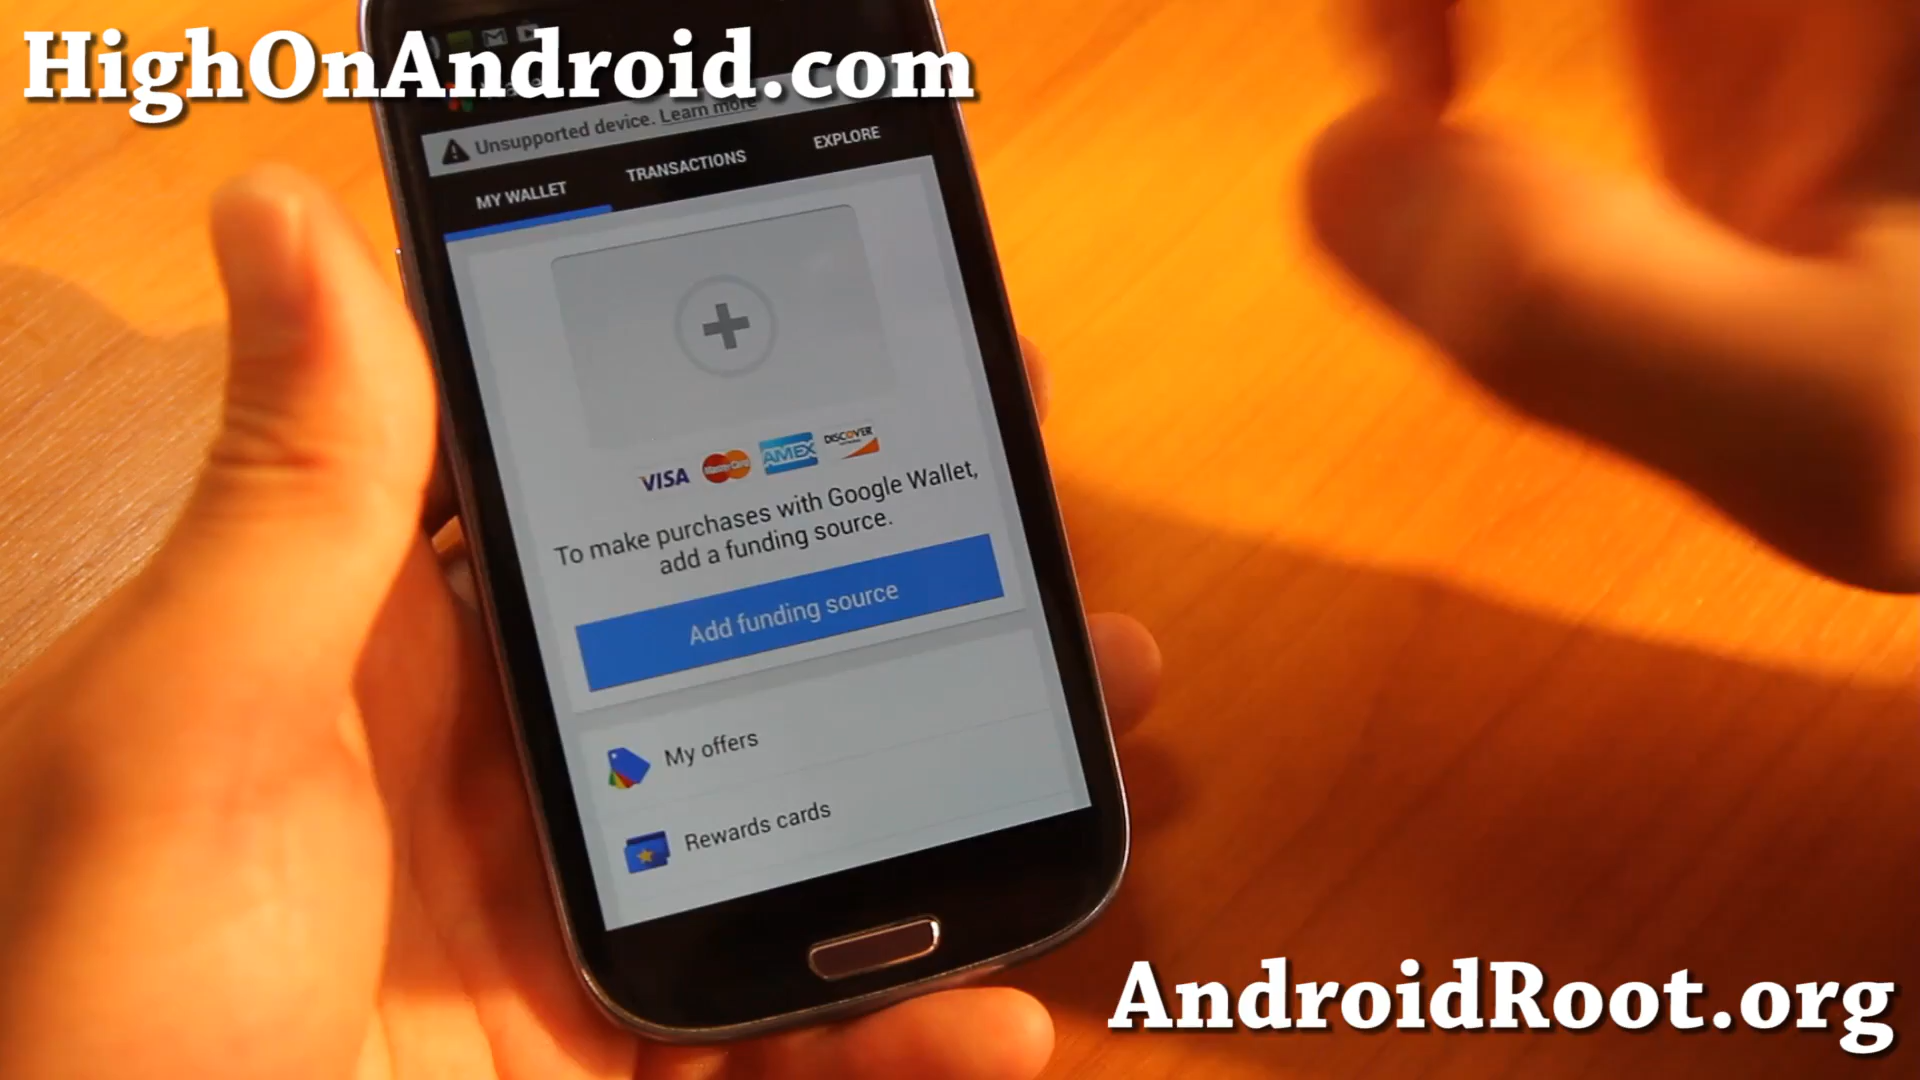 HighOnAndroid.com
Unsupported device. Learn more
MY WALLET TRANSACTIONS EXPLORE
VISA MasterCard AMEX DISCOVER
To make purchases with Google Wallet,
add a funding source.
Add funding source
My offers
Rewards cards
AndroidRoot.org